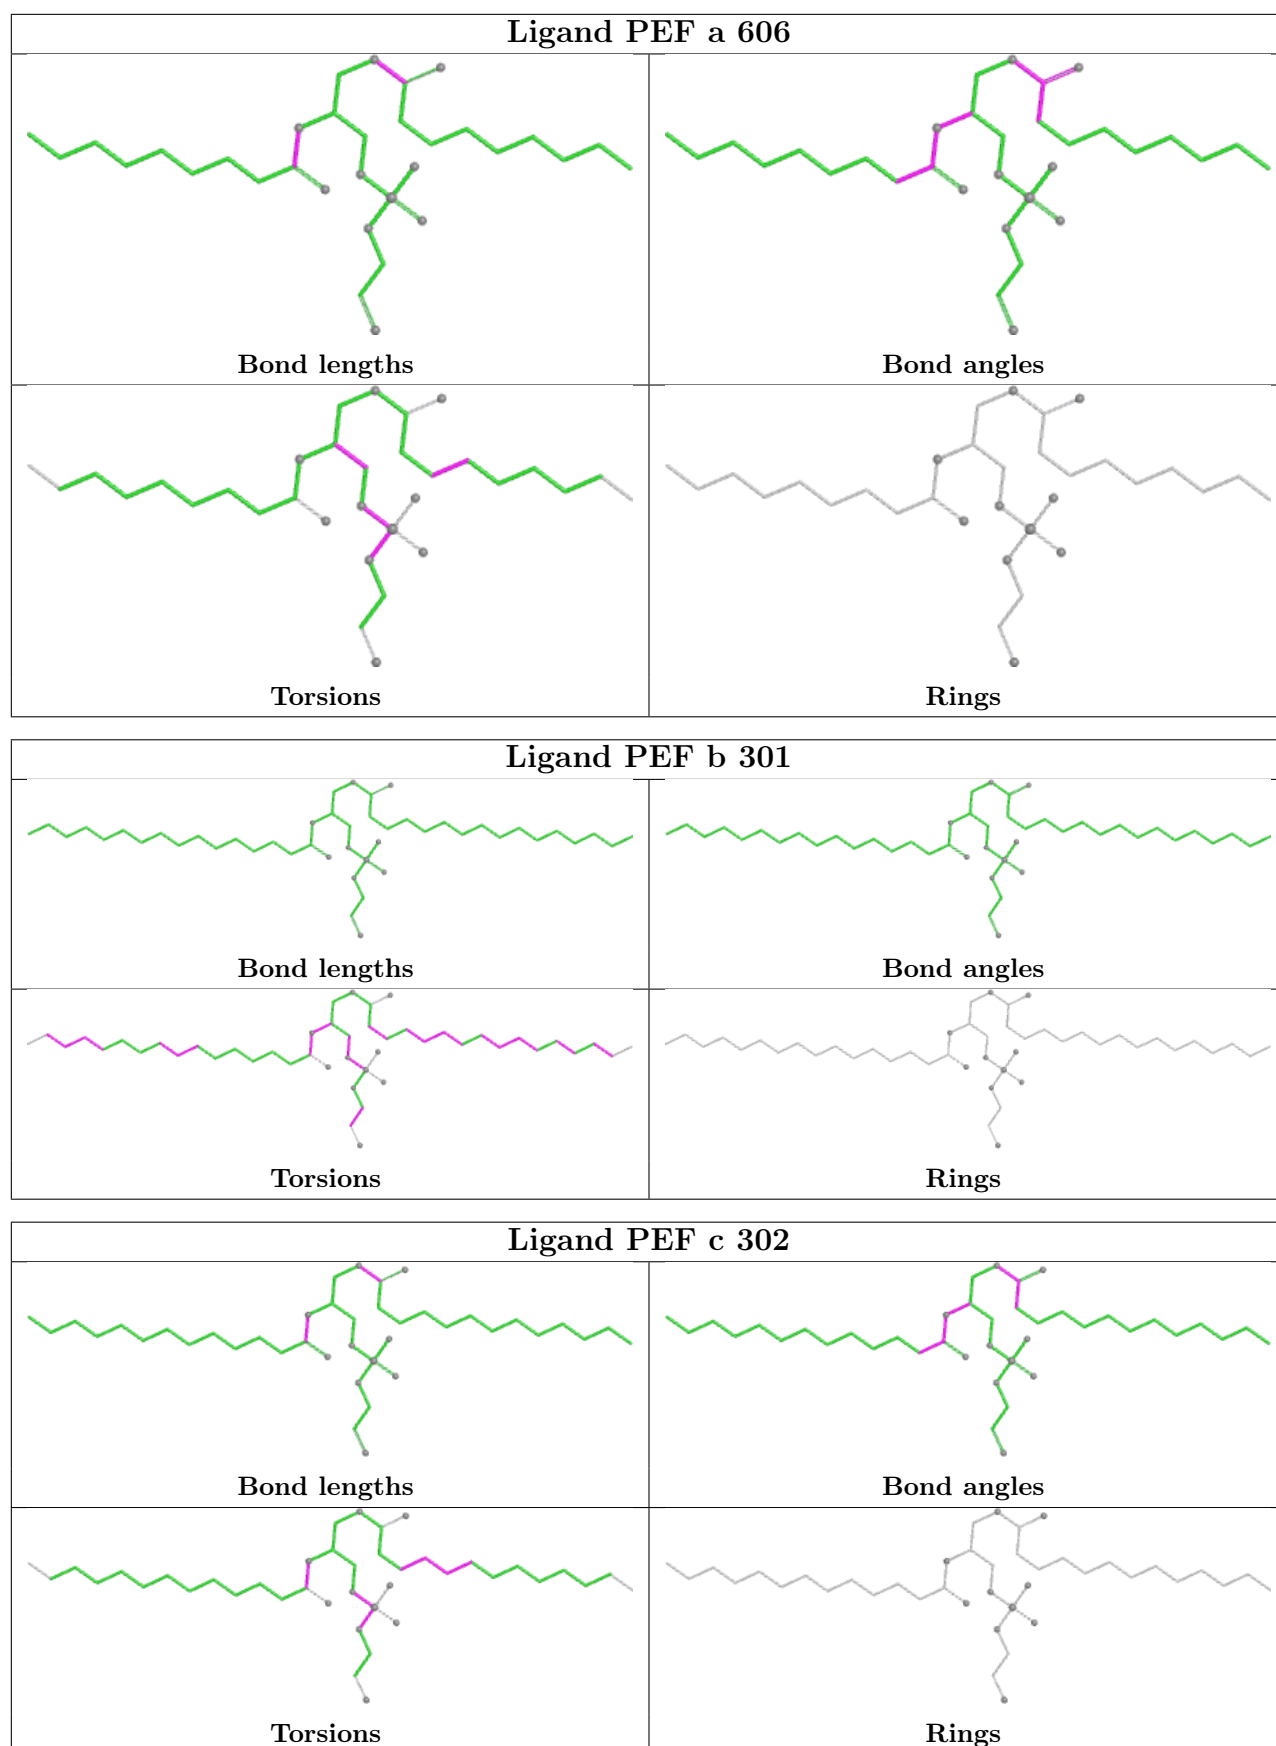 Ligand PEF a 606
Bond lengths
Bond angles
Torsions
Rings
Ligand PEF b 301
Bond lengths
Bond angles
Torsions
Rings
Ligand PEF c 302
Bond lengths
Bond angles
Torsions
Rings